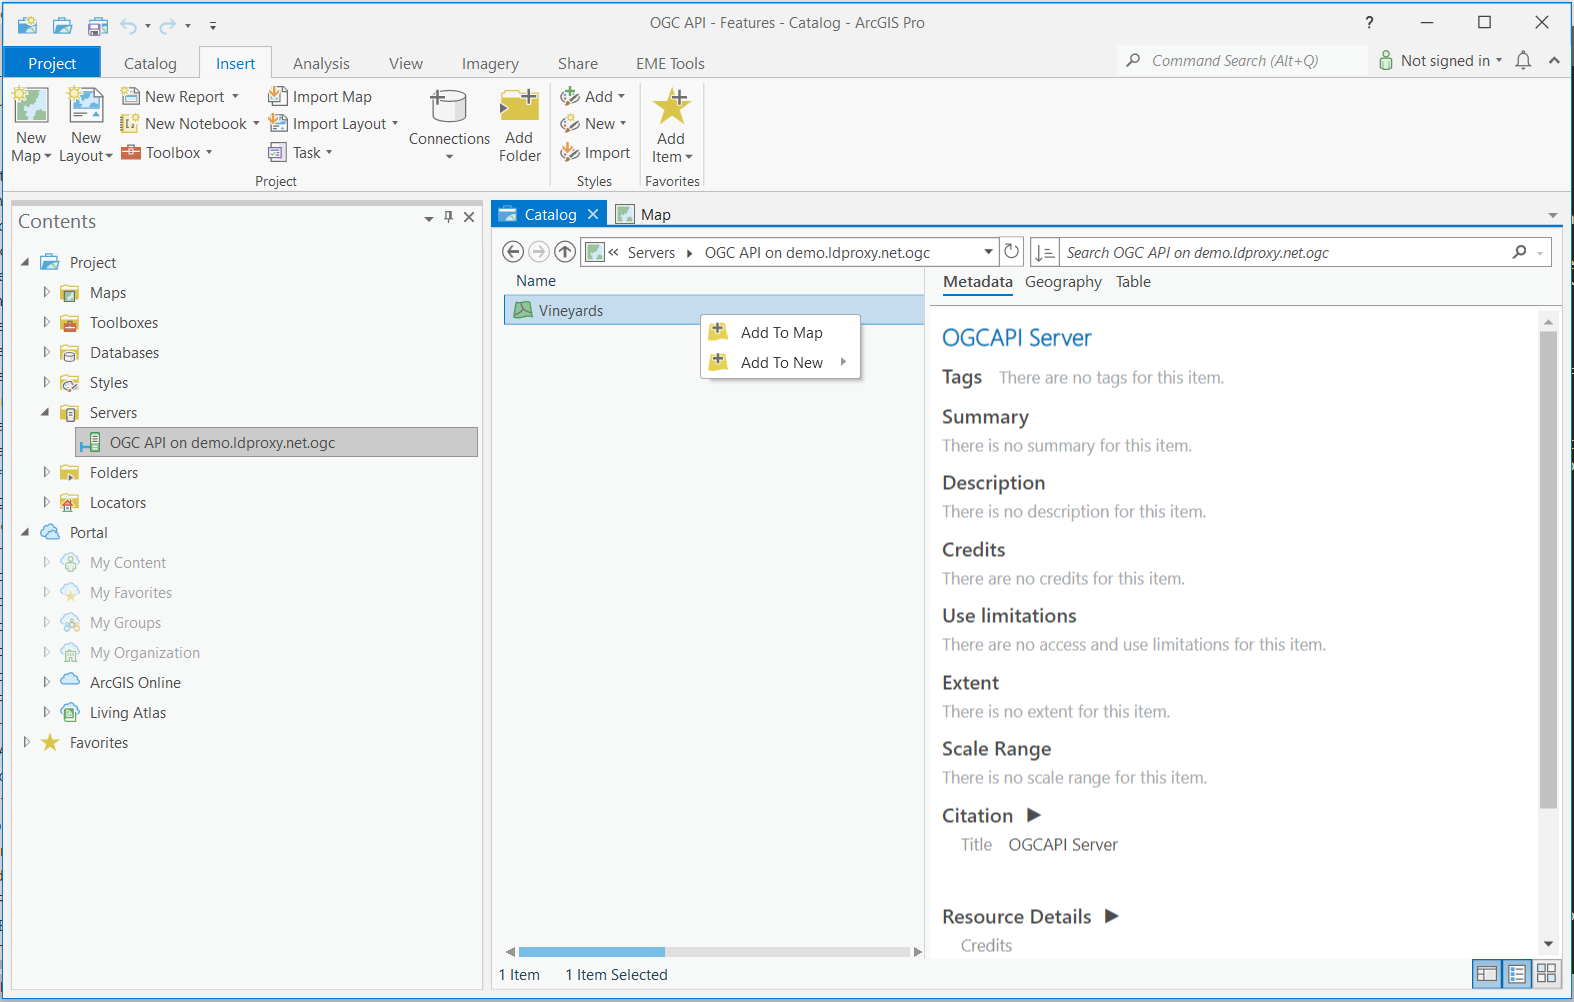 OGC API - Features - Catalog - ArcGIS Pro
?
Project Catalog Insert Analysis View Imagery Share EME Tools
Command Search (Alt+Q)
Not signed in
New Map
New Layout
New Report
New Notebook
Toolbox
Import Map
Import Layout
Task
Project
Connections
Add Folder
Add
New
Import
Styles
Add Item
Favorites
Contents
Project
Maps
Toolboxes
Databases
Styles
Servers
OGC API on demo.ldproxy.net.ogc
Folders
Locators
Portal
My Content
My Favorites
My Groups
My Organization
ArcGIS Online
Living Atlas
Favorites
Catalog
Map
« Servers OGC API on demo.ldproxy.net.ogc
Search OGC API on demo.ldproxy.net.ogc
Name
Vineyards
Add To Map
Add To New
1 Item 1 Item Selected
Metadata Geography Table
OGCAPI Server
Tags There are no tags for this item.
Summary
There is no summary for this item.
Description
There is no description for this item.
Credits
There are no credits for this item.
Use limitations
There are no access and use limitations for this item.
Extent
There is no extent for this item.
Scale Range
There is no scale range for this item.
Citation
Title OGCAPI Server
Resource Details
Credits